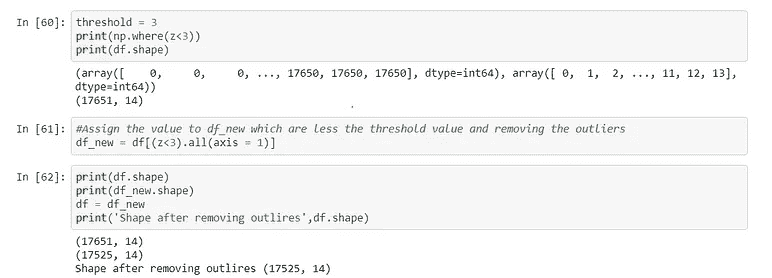 In [60]: threshold = 3
print(np.where(z<3))
print(df.shape)
(array([    0,     0,     0, ..., 17650, 17650, 17650], dtype=int64), array([ 0,  1,  2, ..., 11, 12, 13],
dtype=int64))
(17651, 14)
In [61]: #Assign the value to df_new which are less the threshold value and removing the outliers
df_new = df[(z<3).all(axis = 1)]
In [62]: print(df.shape)
print(df_new.shape)
df = df_new
print('Shape after removing outlires',df.shape)
(17651, 14)
(17525, 14)
Shape after removing outlires (17525, 14)